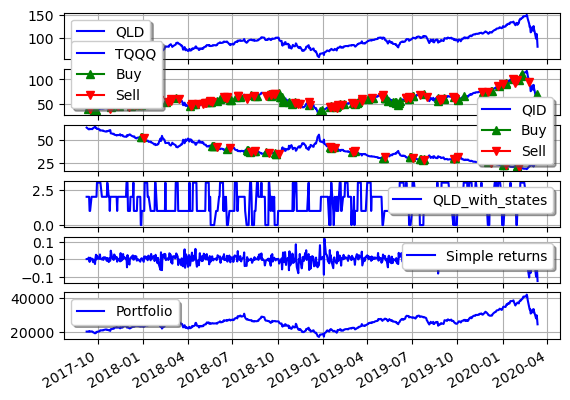 150
100
QLD
TQQQ
Buy
Sell
100
50
QID
Buy
Sell
50
25
2.5
0.0
QLD_with_states
0.1
0.0
−0.1
Simple returns
40000
20000
Portfolio
2017-10
2018-01
2018-04
2018-07
2018-10
2019-01
2019-04
2019-07
2019-10
2020-01
2020-04